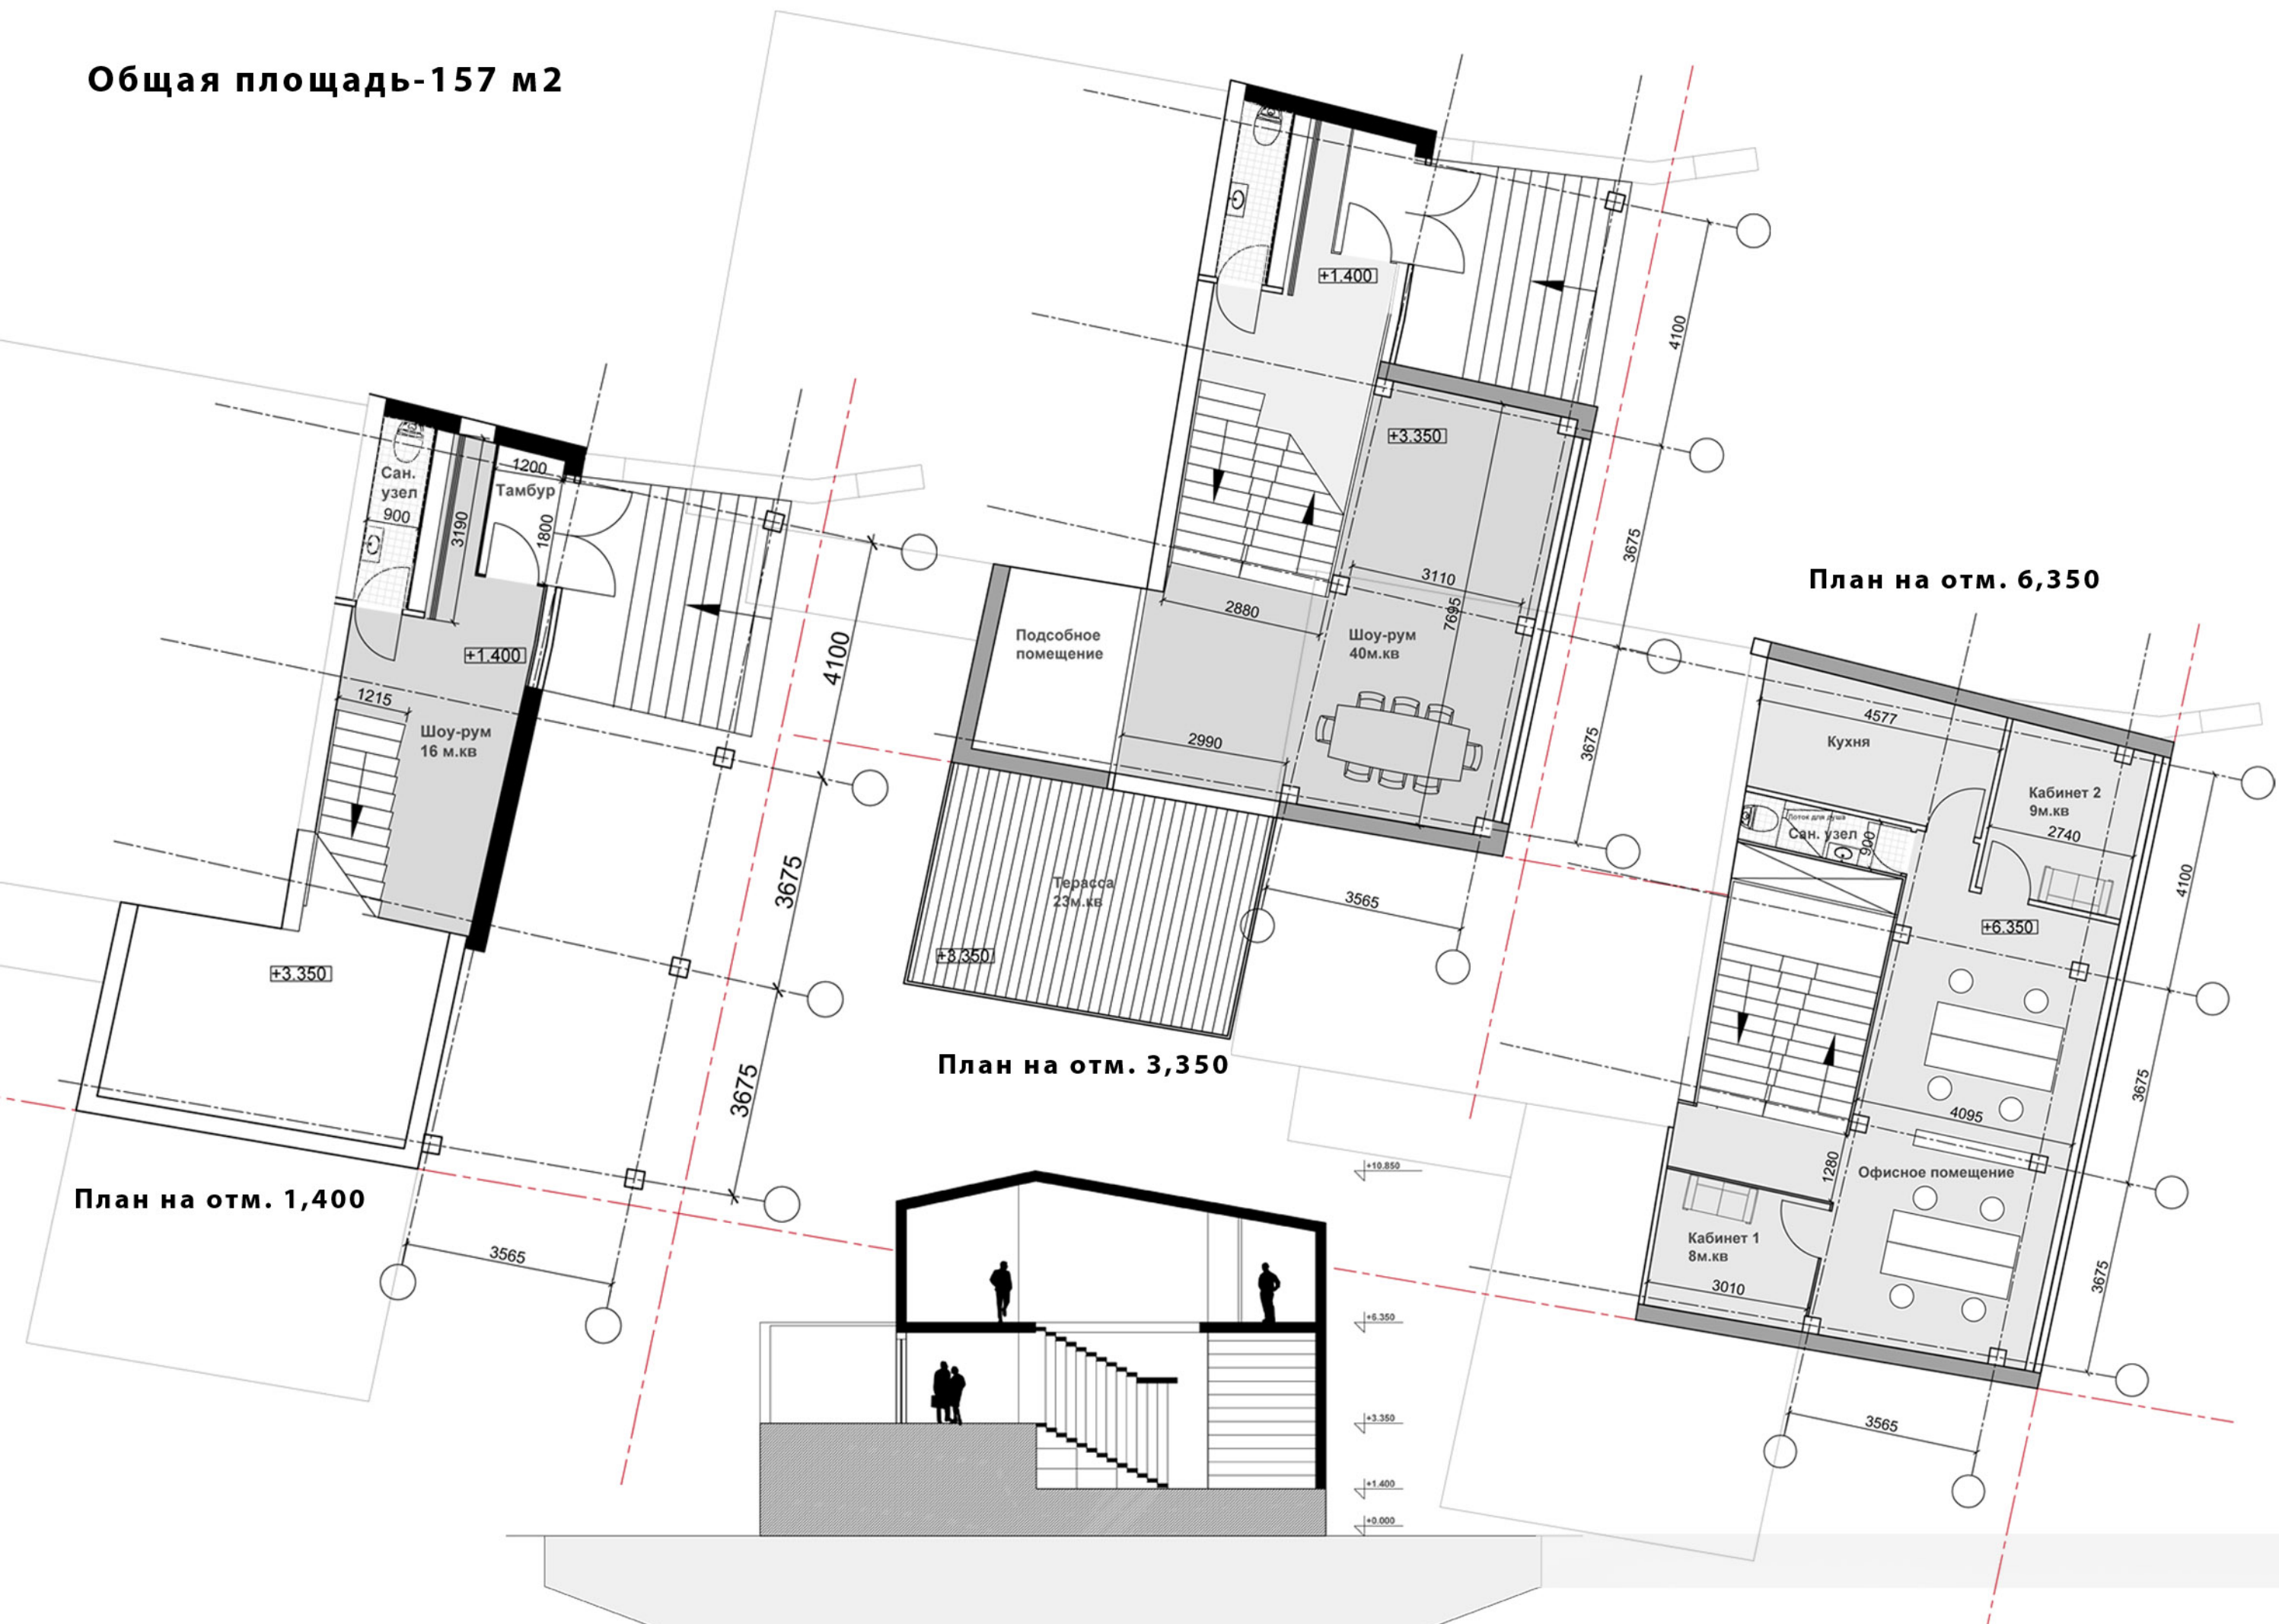 Общая площадь-157 м2
Сан.
узел
900
1200
Тамбур
3190
1800
+1.400
1215
Шоу-рум
16 м.кв
+3.350
4100
3675
3675
3565
План на отм. 1,400
+1.400
+3.350
4100
3675
3675
3110
2880
7695
Подсобное
помещение
Шоу-рум
40м.кв
2990
Терасса
23м.кв
+3.350
3565
План на отм. 3,350
План на отм. 6,350
4577
Кухня
Кабинет 2
9м.кв
2740
Лоток для душа
Сан. узел
900
+6.350
4100
3675
4095
1280
Офисное помещение
Кабинет 1
8м.кв
3010
3675
3565
+10.850
+6.350
+3.350
+1.400
+0.000